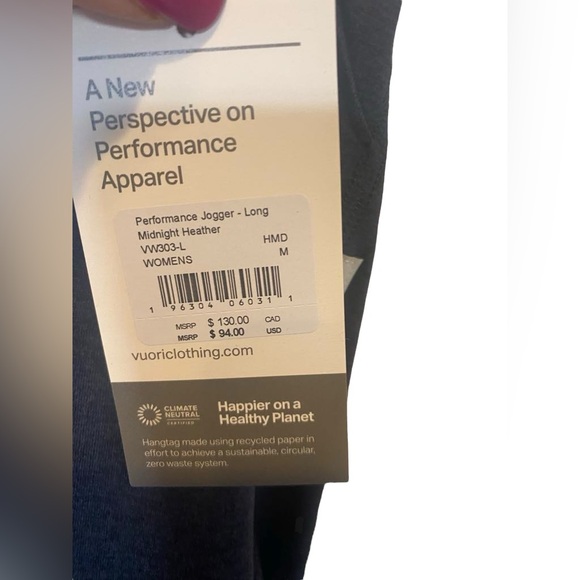 A New
Perspective on
Performance
Apparel
Performance Jogger - Long
Midnight Heather
VW303-L HMD
WOMENS M
1 96304 06031 1
MSRP $ 130.00 CAD
MSRP $ 94.00 USD
vuoriclothing.com
CLIMATE
NEUTRAL
CERTIFIED
Happier on a
Healthy Planet
Hangtag made using recycled paper in
effort to achieve a sustainable, circular,
zero waste system.